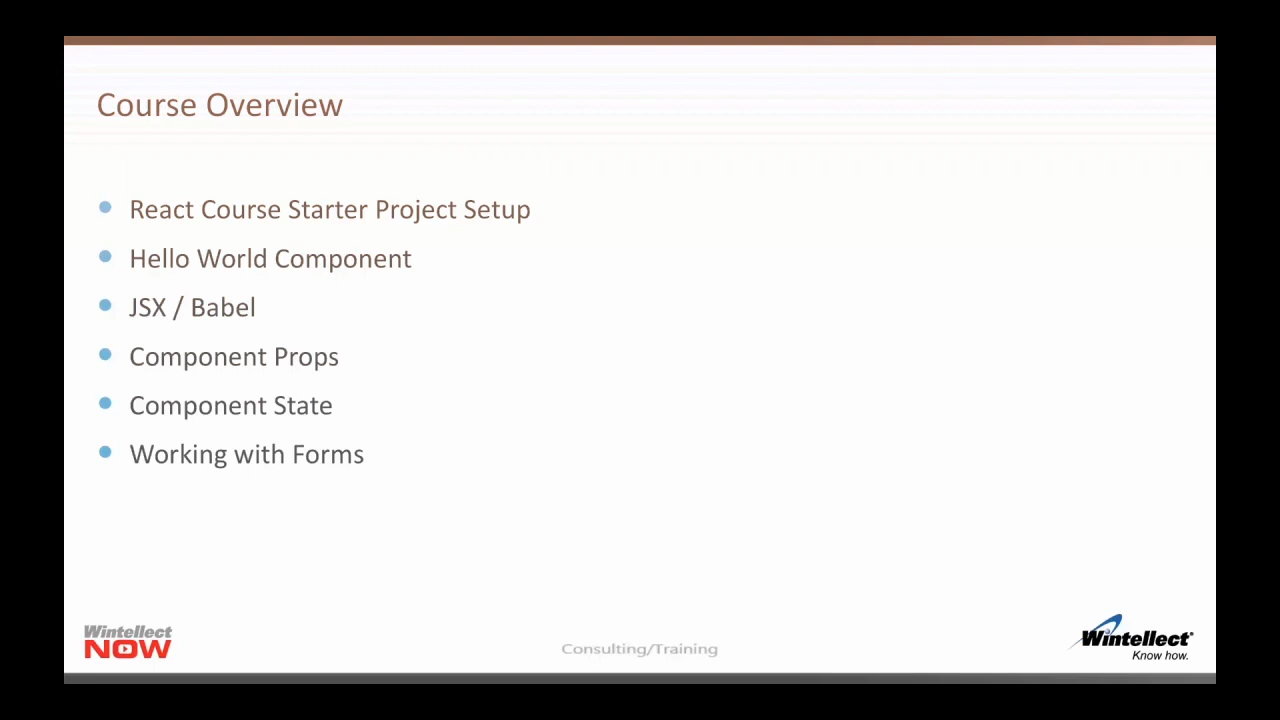 Course Overview
React Course Starter Project Setup
Hello World Component
JSX / Babel
Component Props
Component State
Working with Forms
Wintellect
NOW
Consulting/Training
Wintellect®
Know how.